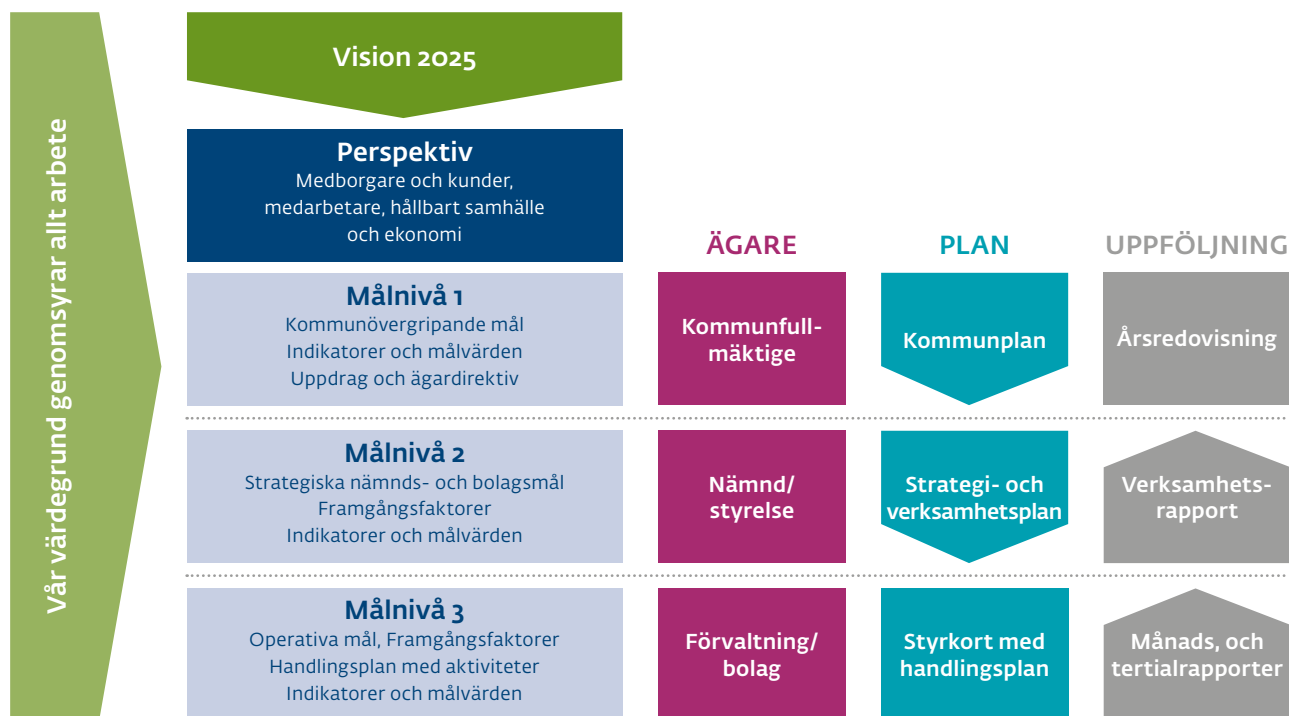 Vår värdegrund genomsyrar allt arbete
Vision 2025
Perspektiv
Medborgare och kunder,
medarbetare, hållbart samhälle
och ekonomi
ÄGARE
PLAN
UPPFÖLJNING
Målnivå 1
Kommunövergripande mål
Indikatorer och målvärden
Uppdrag och ägardirektiv
Kommunfull-
mäktige
Kommunplan
Årsredovisning
Målnivå 2
Strategiska nämnds- och bolagsmål
Framgångsfaktorer
Indikatorer och målvärden
Nämnd/
styrelse
Strategi- och
verksamhetsplan
Verksamhets-
rapport
Målnivå 3
Operativa mål, Framgångsfaktorer
Handlingsplan med aktiviteter
Indikatorer och målvärden
Förvaltning/
bolag
Styrkort med
handlingsplan
Månads, och
tertialrapporter